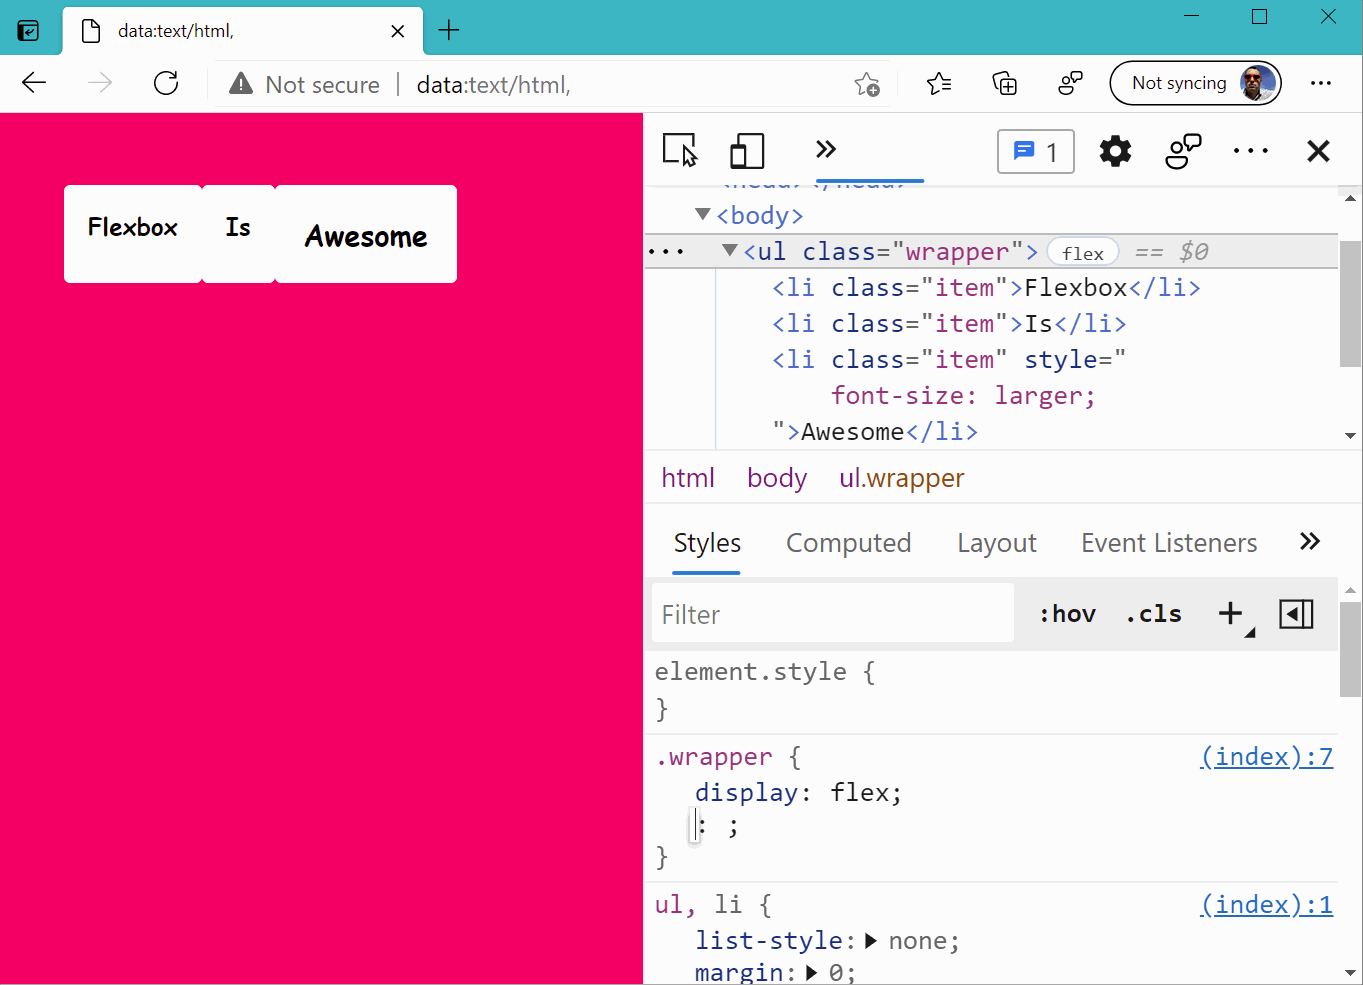 data:text/html,
Not secure | data:text/html,
Not syncing
Flexbox Is Awesome
1
<head></head>
<body>
<ul class="wrapper"> flex == $0
<li class="item">Flexbox</li>
<li class="item">Is</li>
<li class="item" style="
font-size: larger;
">Awesome</li>
html body ul.wrapper
Styles Computed Layout Event Listeners
Filter :hov .cls
element.style {
}
.wrapper { (index):7
display: flex;
: ;
}
ul, li { (index):1
list-style: none;
margin: 0;